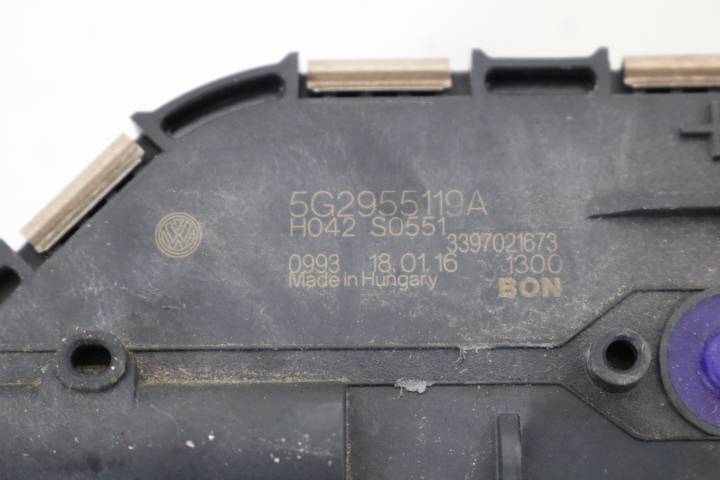 5G2955119A
H042 S0551
3397021673
0993 18.01.16 1300
Made in Hungary BON